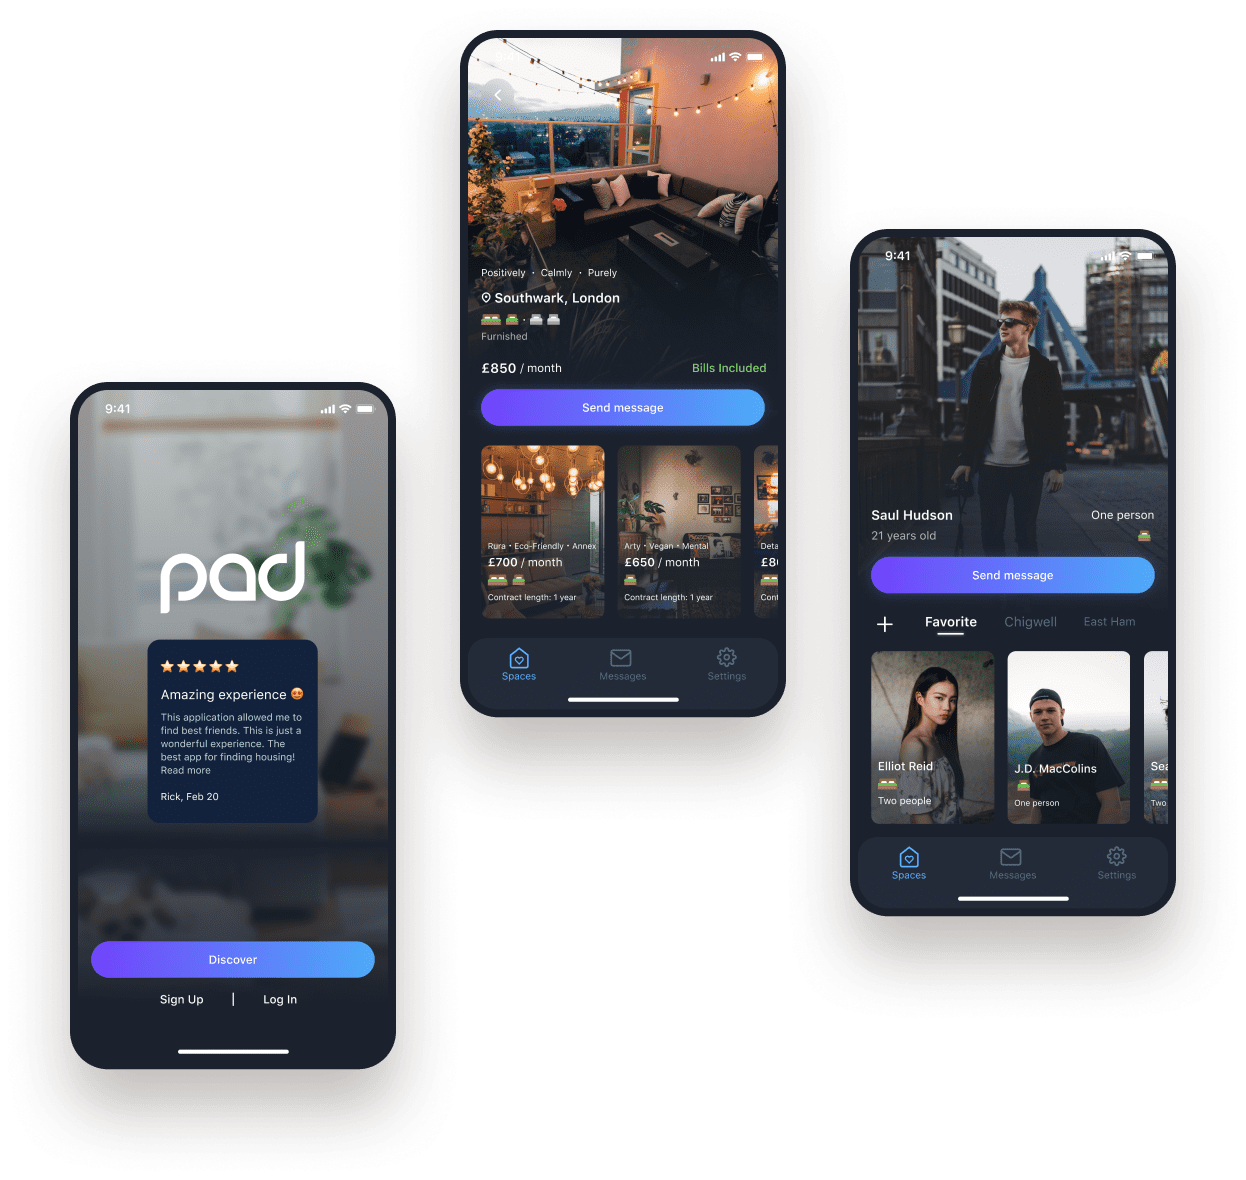 9:41
pad
Amazing experience
This application allowed me to
find best friends. This is just a
wonderful experience. The
best app for finding housing!
Read more
Rick, Feb 20
Discover
Sign Up | Log In
Positively · Calmly · Purely
Southwark, London
Furnished
£850 / month Bills Included
Send message
Rura · Eco-Friendly · Annex
£700 / month
Contract length: 1 year
Arty · Vegan · Mental
£650 / month
Contract length: 1 year
Deta
£8
Cont
Spaces Messages Settings
9:41
Saul Hudson One person
21 years old
Send message
+ Favorite Chigwell East Ham
Elliot Reid
Two people
J.D. MacColins
One person
Sea
Two
Spaces Messages Settings